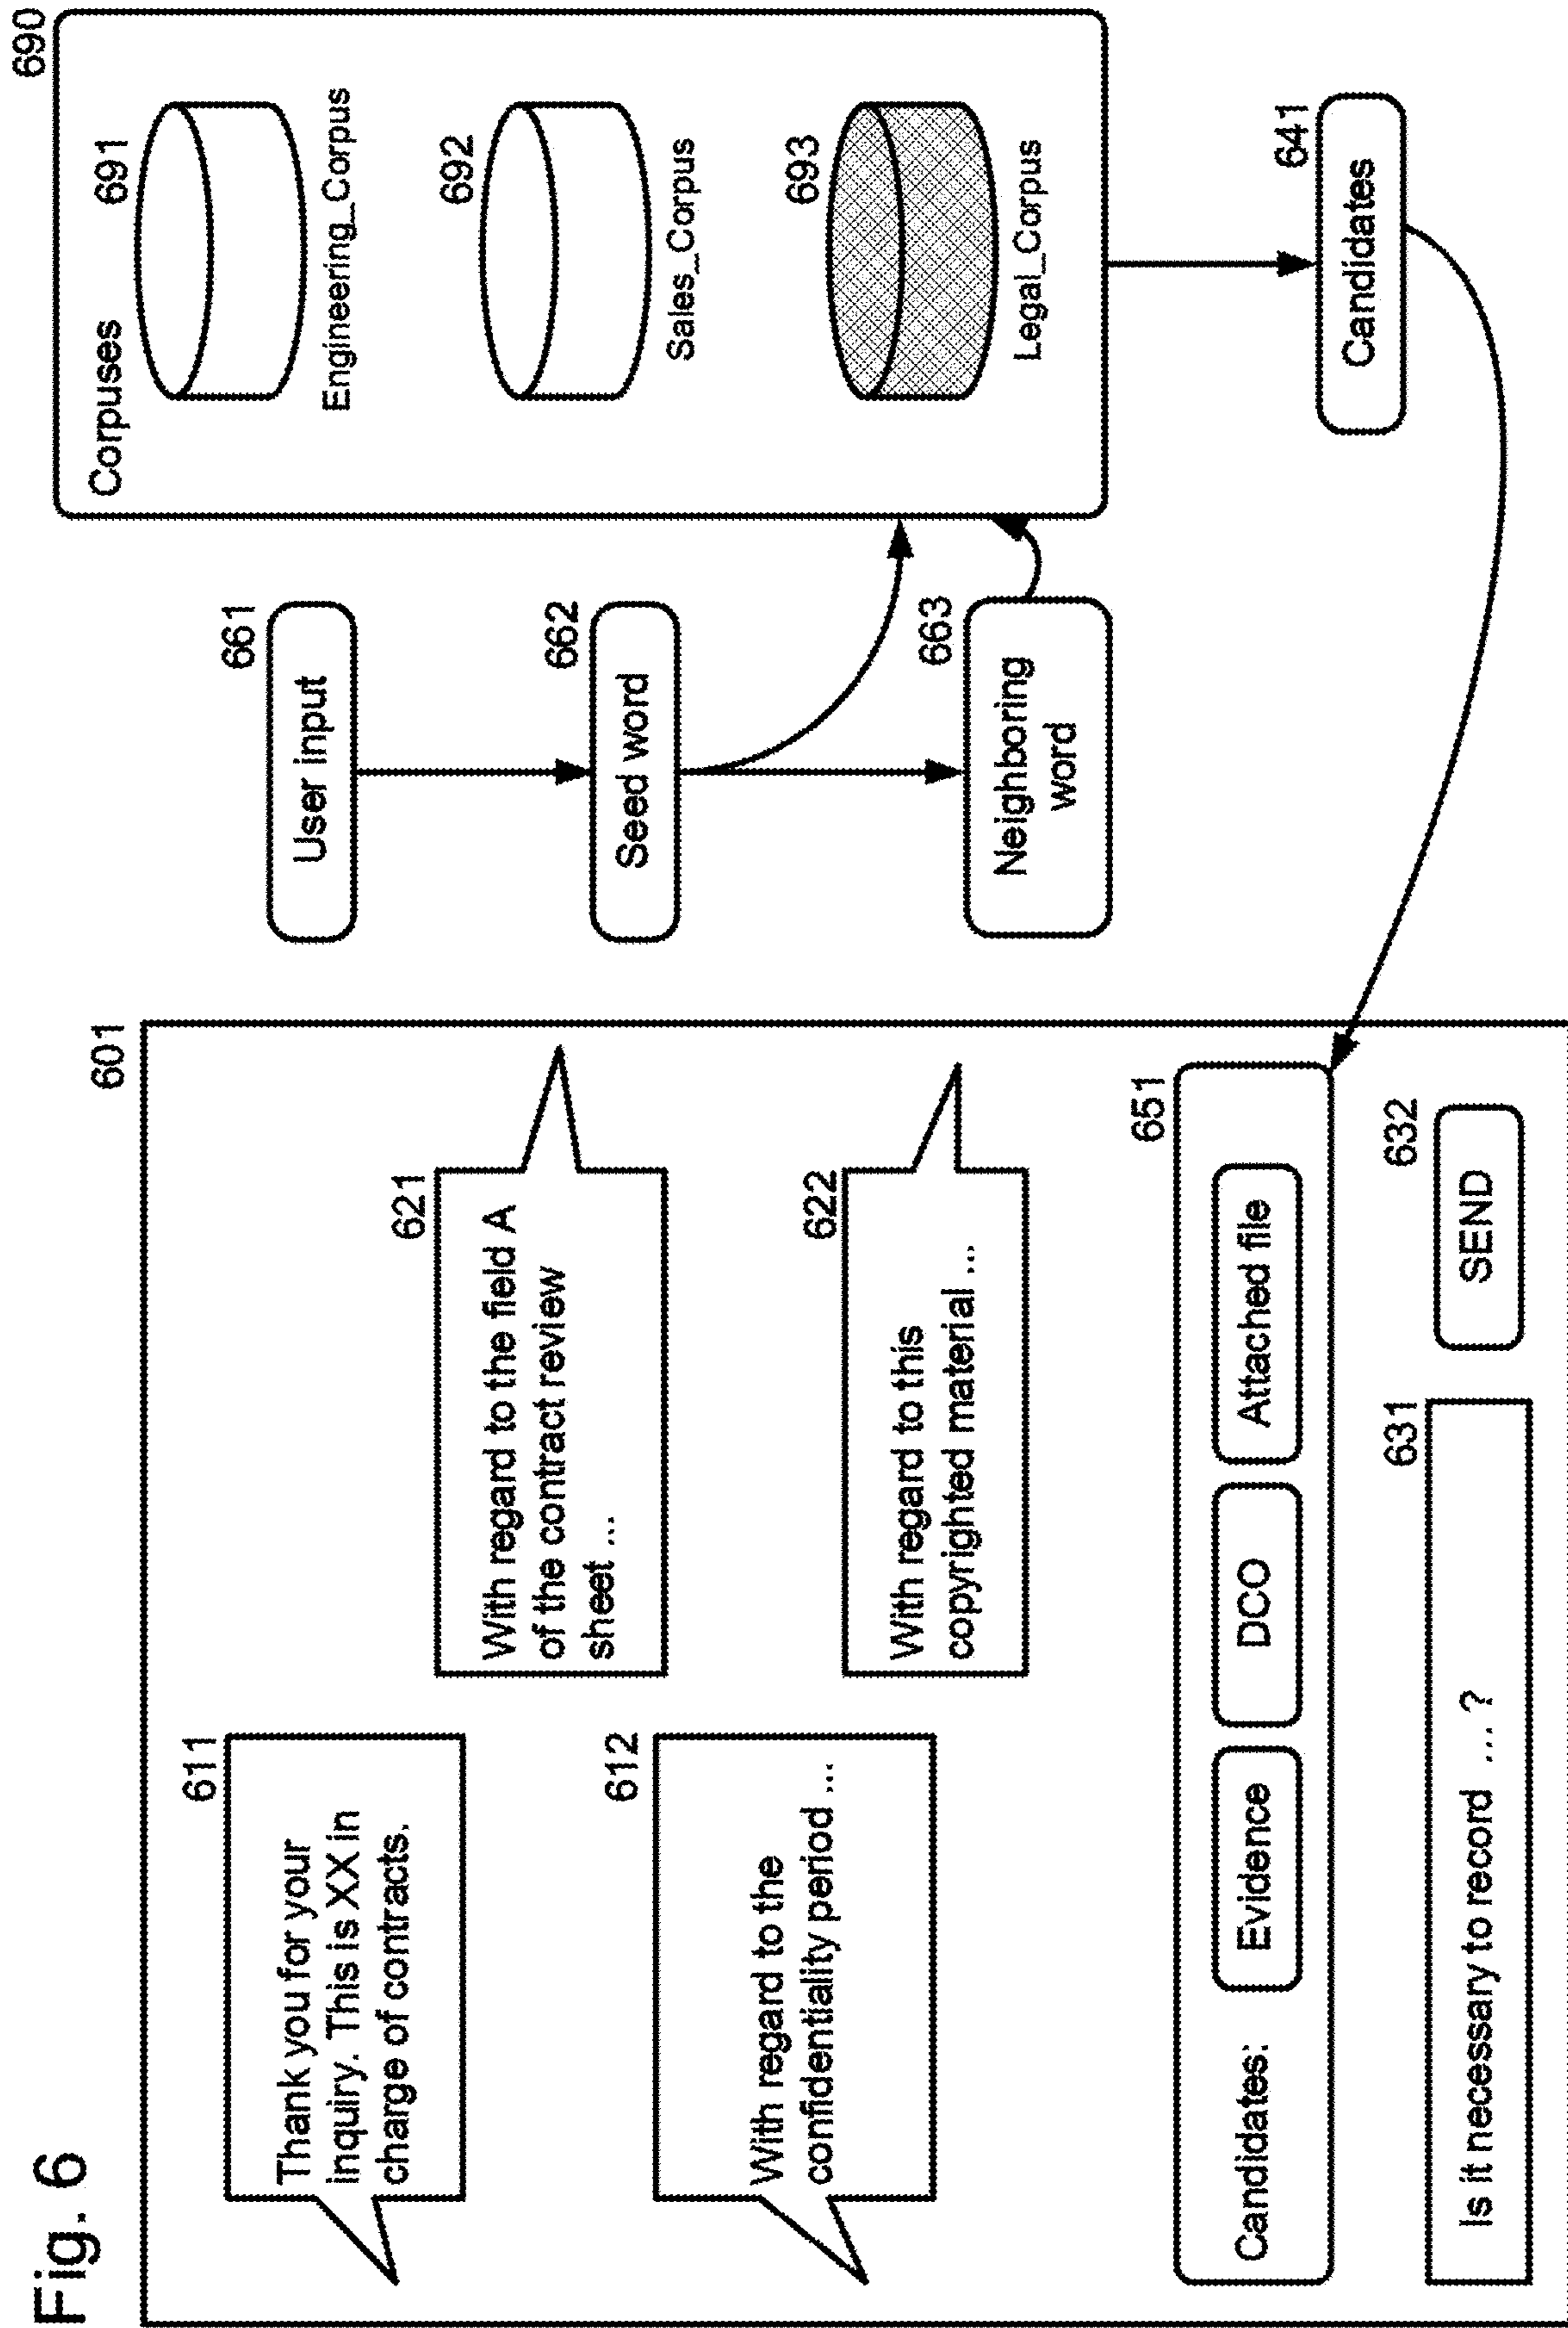 Fig. 6
601
611
Thank you for your
inquiry. This is XX in
charge of contracts.
621
With regard to the field A
of the contract review
sheet ...
612
With regard to the
confidentiality period ...
622
With regard to this
copyrighted material ...
651
Candidates:
Evidence
DCO
Attached file
631
Is it necessary to record ... ?
632
SEND
661
User input
662
Seed word
663
Neighboring
word
690
Corpuses
691
Engineering_Corpus
692
Sales_Corpus
693
Legal_Corpus
641
Candidates